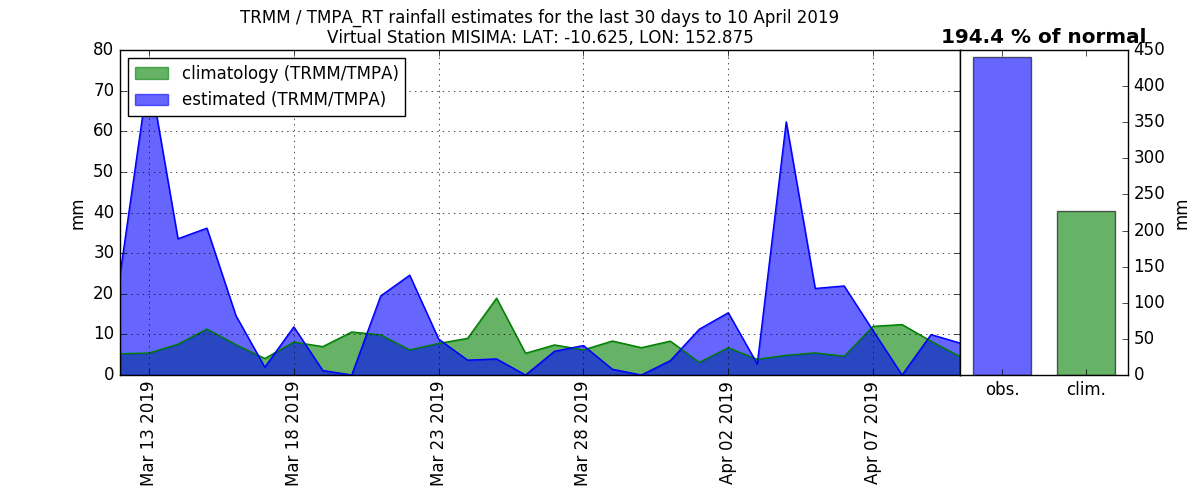 TRMM / TMPA_RT rainfall estimates for the last 30 days to 10 April 2019
Virtual Station MISIMA: LAT: -10.625, LON: 152.875
194.4 % of normal
climatology (TRMM/TMPA)
estimated (TRMM/TMPA)
80
70
60
50
40
30
20
10
0
mm
Mar 13 2019
Mar 18 2019
Mar 23 2019
Mar 28 2019
Apr 02 2019
Apr 07 2019
obs.
clim.
450
400
350
300
250
200
150
100
50
0
mm